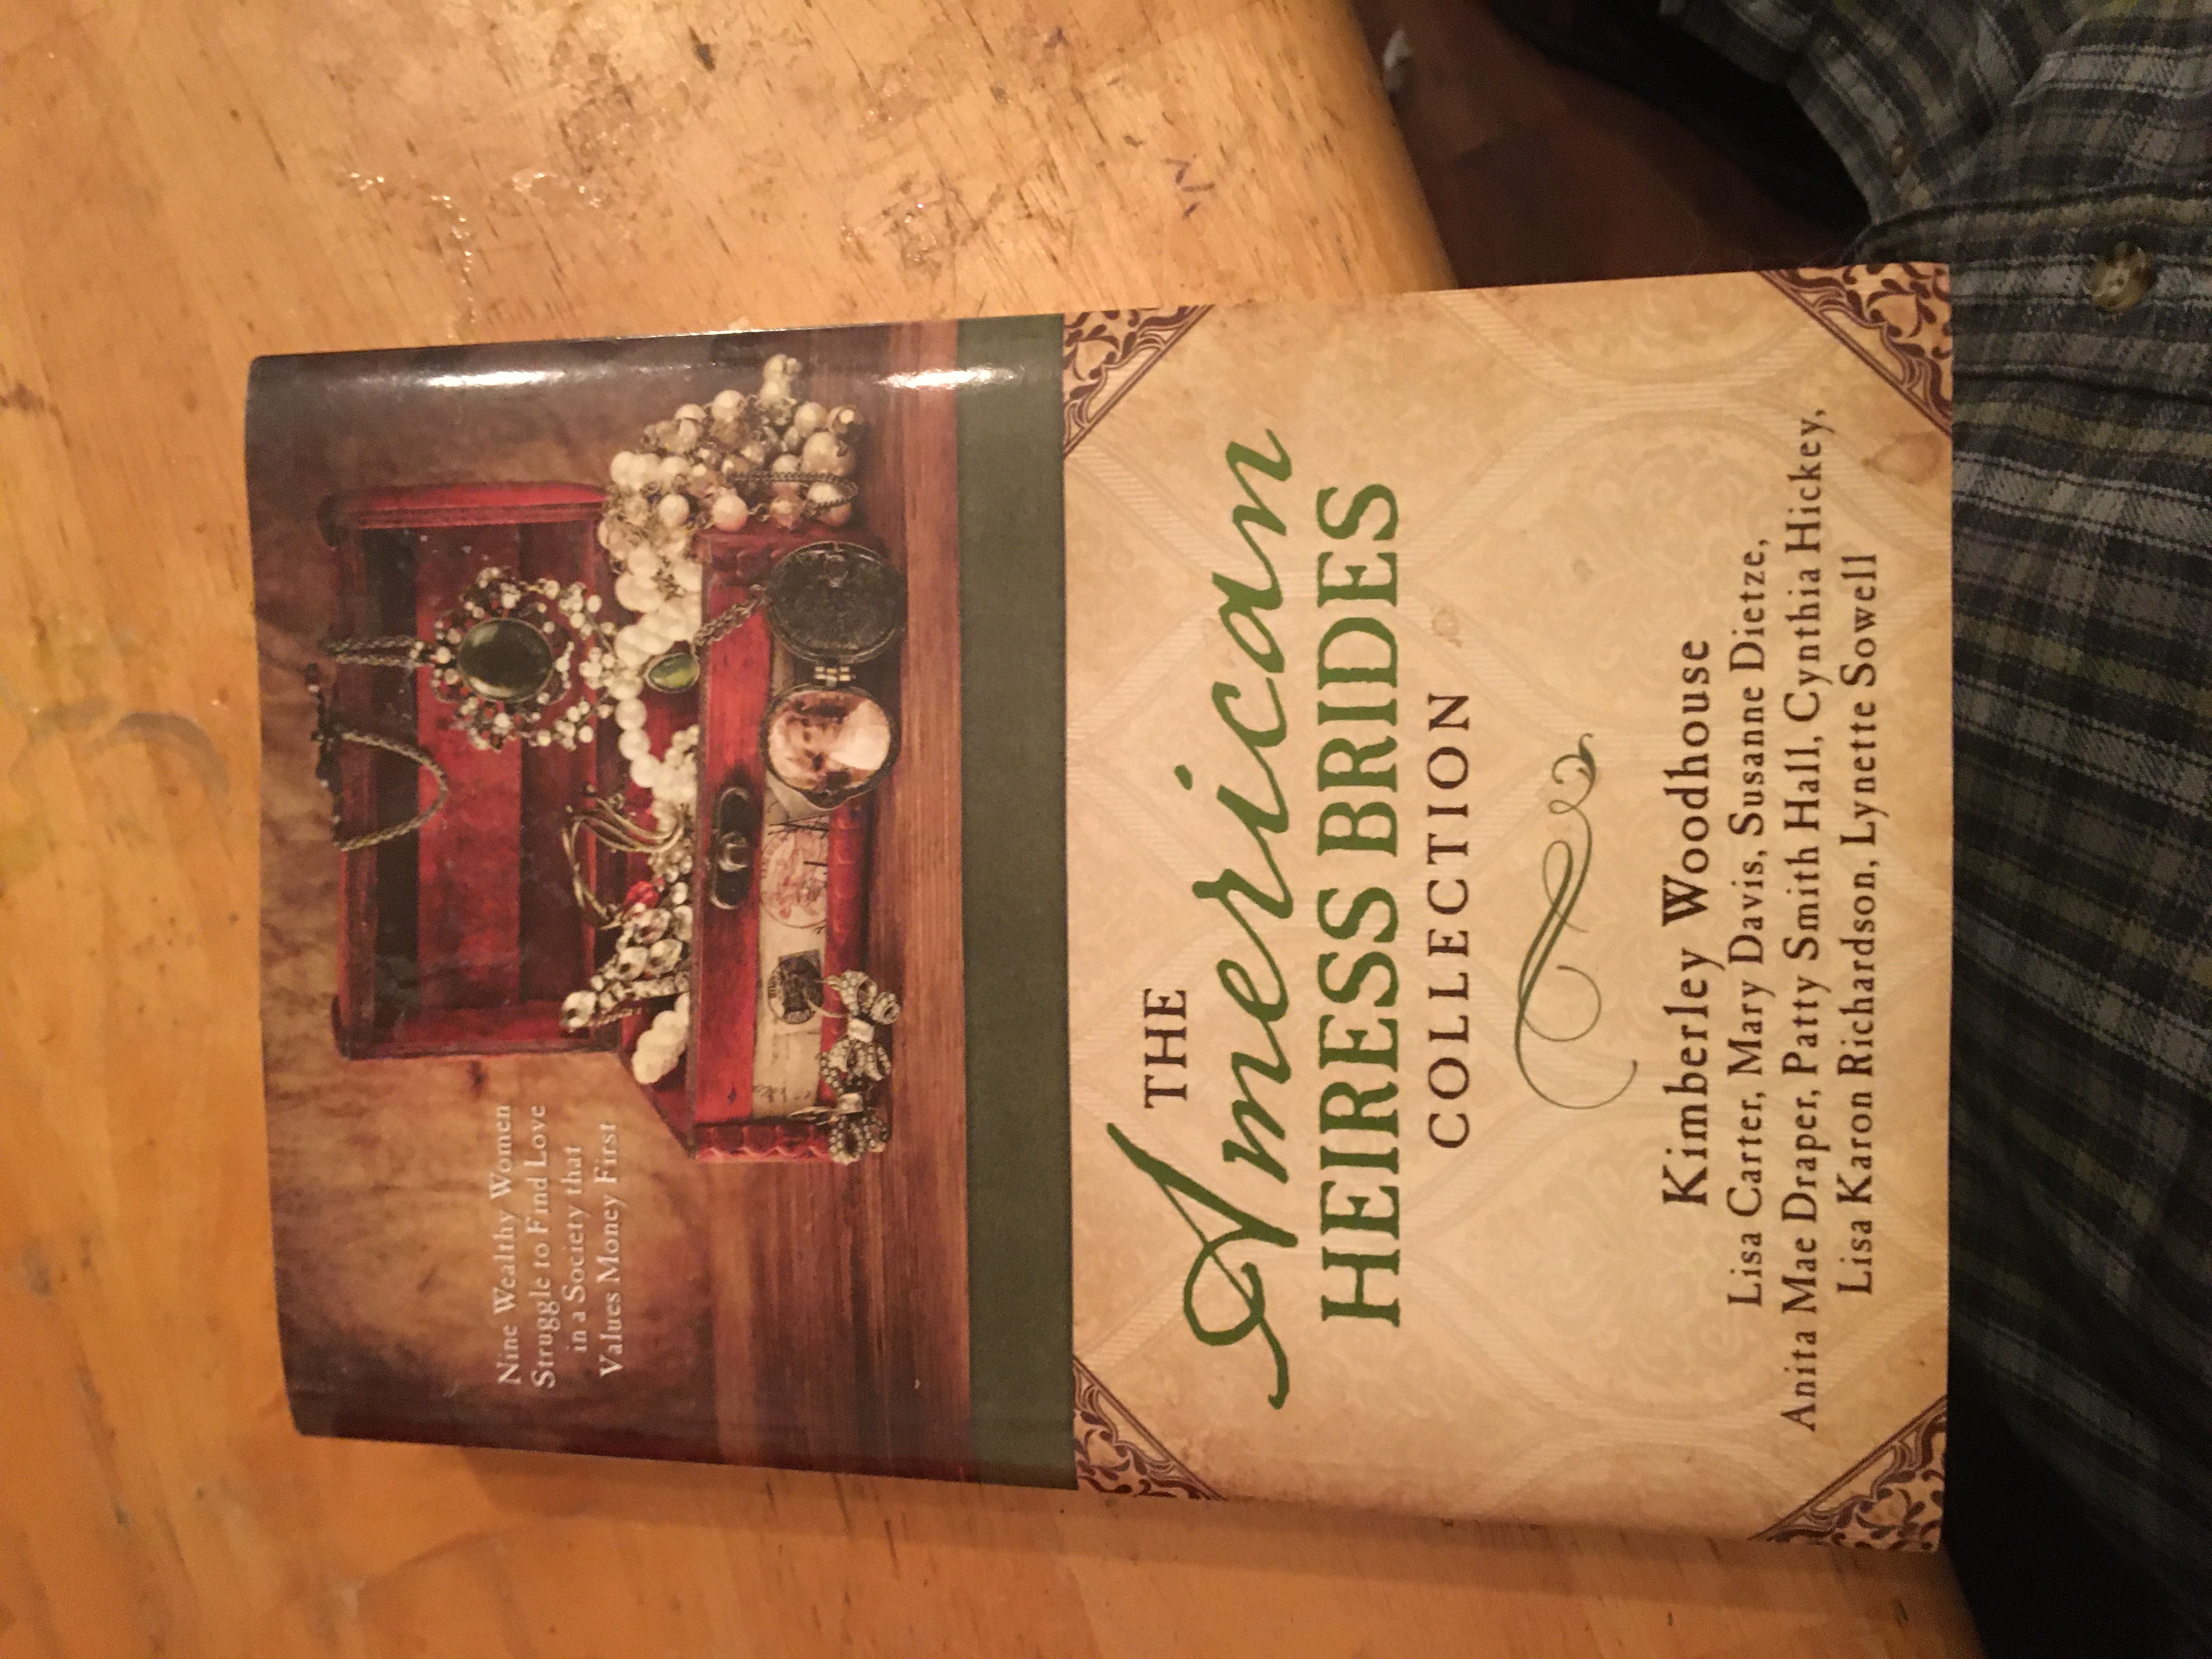 Nine Wealthy Women
Struggle to Find Love
in a Society that
Values Money First
THE
American
HEIRESS BRIDES
COLLECTION
Kimberley Woodhouse
Lisa Carter, Mary Davis, Susanne Dietze,
Anita Mae Draper, Patty Smith Hall, Cynthia Hickey,
Lisa Karon Richardson, Lynette Sowell